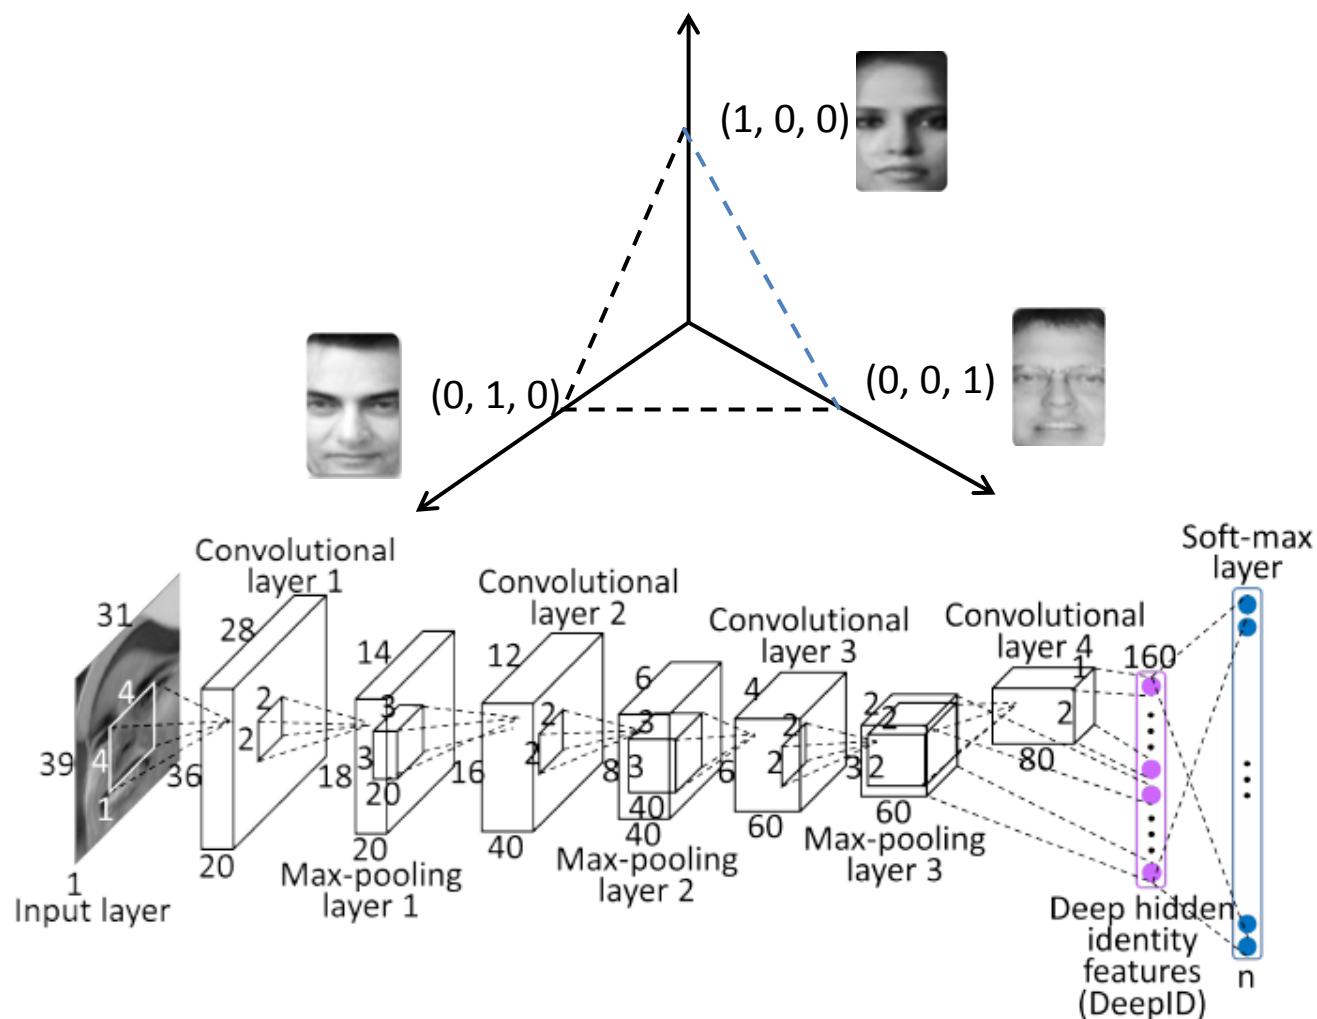 (1, 0, 0)
(0, 1, 0)
(0, 0, 1)
Convolutional
layer 1
Convolutional
layer 2
Convolutional
layer 3
Convolutional
layer 4
Soft-max
layer
31
39
4
4
1
1
Input layer
28
36
20
2
2
14
18
3
3
20
20
Max-pooling
layer 1
12
16
40
2
2
6
8
3
3
40
40
Max-pooling
layer 2
4
6
60
2
2
2
3
2
2
60
Max-pooling
layer 3
1
2
80
160
Deep hidden
identity
features
(DeepID)
n